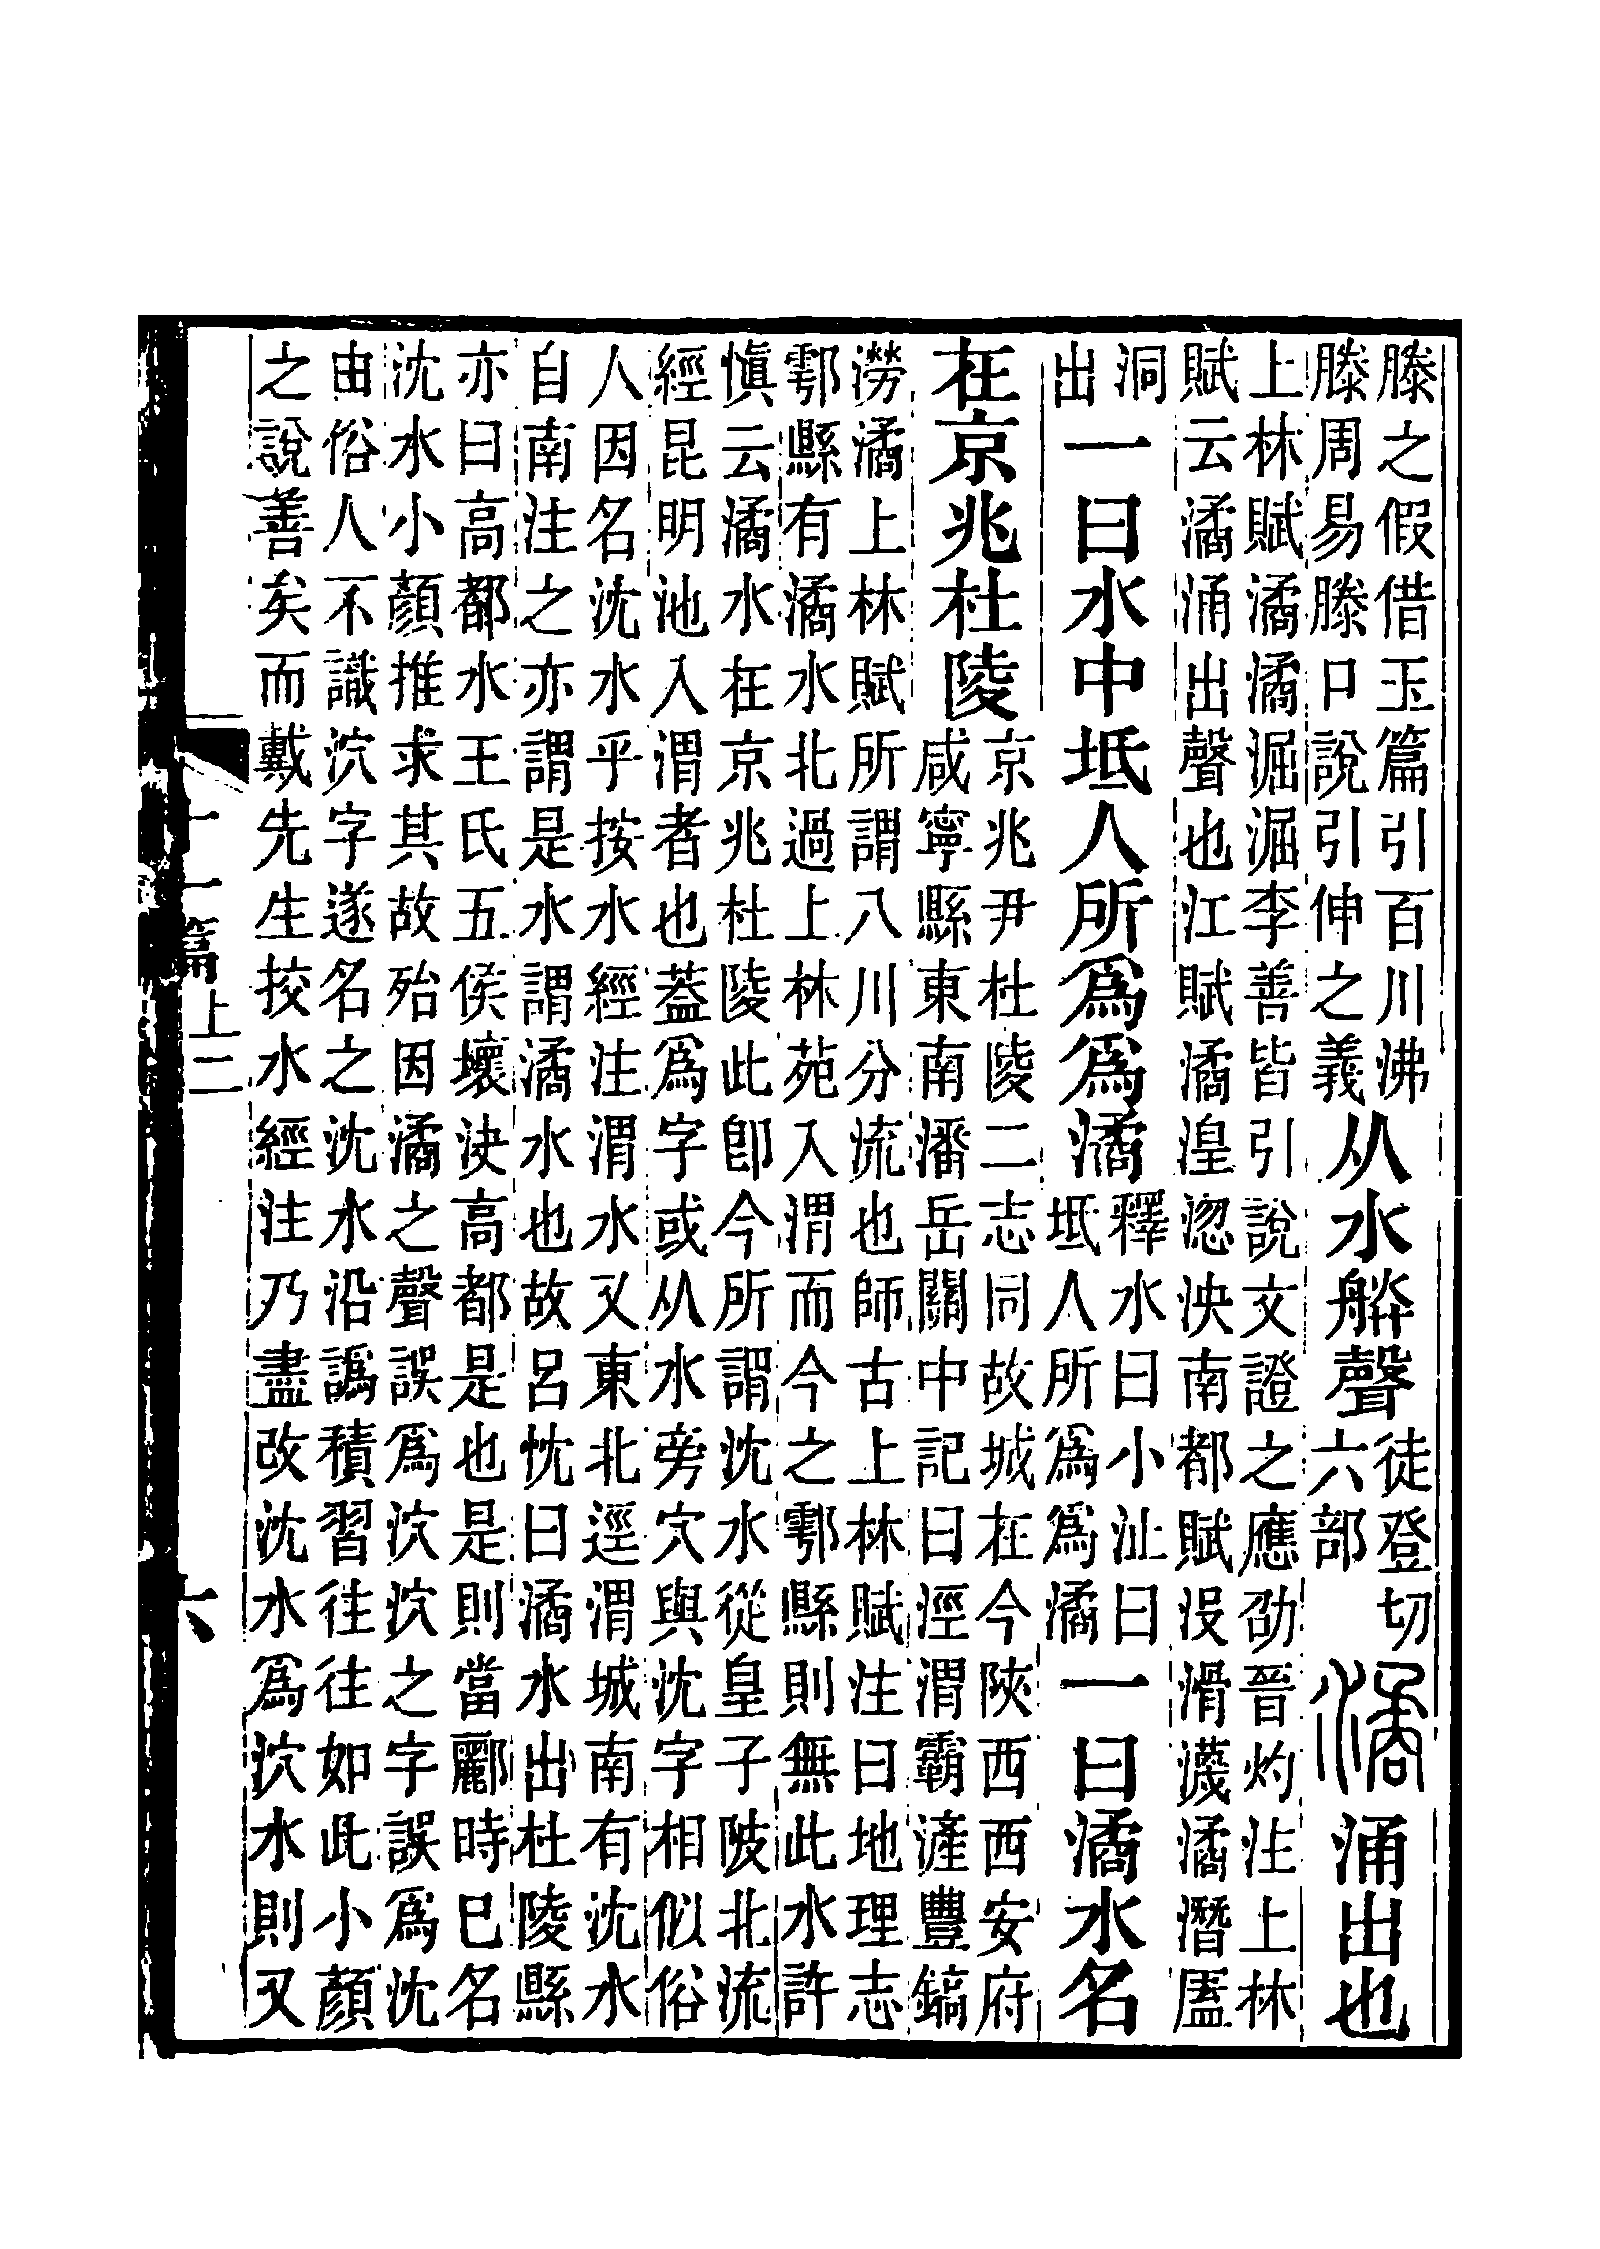 滕之假借玉篇引百川沸
滕周易滕口說引伸之義
从水𦩎聲
徒登切
六部
潏
涌出也
上林賦潏潏淈淈李善皆引說文證之應劭晉灼注上林
賦云潏涌出聲也江賦潏湟淴泱南都賦没滑瀎潏潛㕎
洞
出
一曰水中坻人所爲爲潏
釋水曰小沚曰
坻人所爲爲潏
一曰潏水名
在京兆杜陵
京兆尹杜陵二志同故城在今陝西西安府
咸寧縣東南潘岳關中記曰涇渭霸滻豐鎬
澇潏上林賦所謂八川分流也師古上林賦注曰地理志
鄠縣有潏水北過上林苑入渭而今之鄠縣則無此水許
愼云潏水在京兆杜陵此卽今所謂沈水從皇子陂北流
經昆明池入渭者也葢爲字或从水旁穴與沈字相似俗
人因名沈水乎按水經注渭水又東北逕渭城南有沈水
自南注之亦謂是水謂潏水也故呂忱曰潏水出杜陵縣
亦曰高都水王氏五侯壞決高都是也是則當酈時巳名
沈水小顏推求其故殆因潏之聲誤爲泬泬之字誤爲沈
由俗人不識泬字遂名之沈水沿譌積習往往如此小顏
之說善矣而戴先生挍水經注乃盡改沈水爲泬水則又
十一篇上二
六